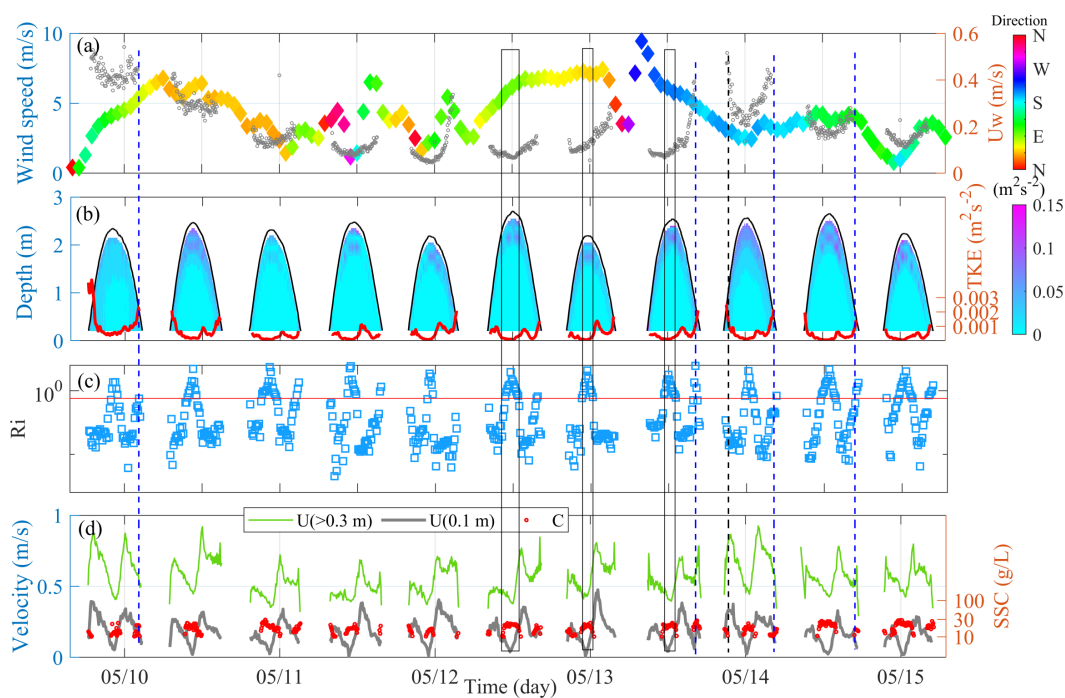 Direction
(a)
Wind speed (m/s)
10
5
0
0.6
0.4
0.2
0
Uw (m/s)
N
W
S
E
N
(b)
Depth (m)
3
2
1
0
TKE (m²s⁻²)
0.003
0.002
0.001
(m²s⁻²)
0.15
0.1
0.05
0
(c)
Ri
10⁰
(d)
U(>0.3 m) U(0.1 m) C
Velocity (m/s)
1
0.5
0
SSC (g/L)
100
30
10
05/10 05/11 05/12 05/13 05/14 05/15
Time (day)